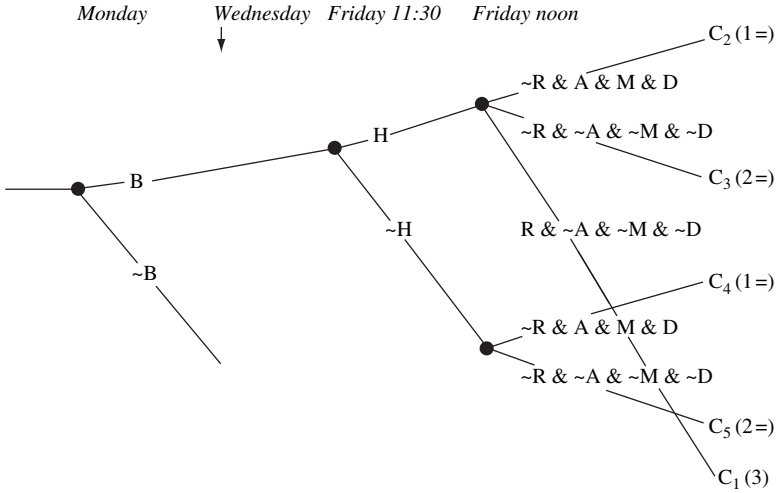 Monday Wednesday Friday 11:30 Friday noon
C₂ (1=)
~R & A & M & D
H
~R & ~A & ~M & ~D
B
C₃ (2=)
~H
R & ~A & ~M & ~D
~B
C₄ (1=)
~R & A & M & D
~R & ~A & ~M & ~D
C₅ (2=)
C₁ (3)